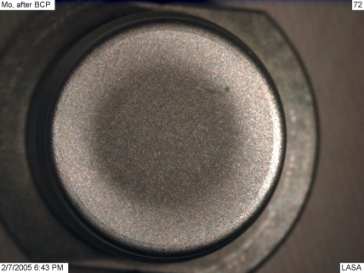 Mo, after BCP
72
2/7/2005 6:43 PM
LASA